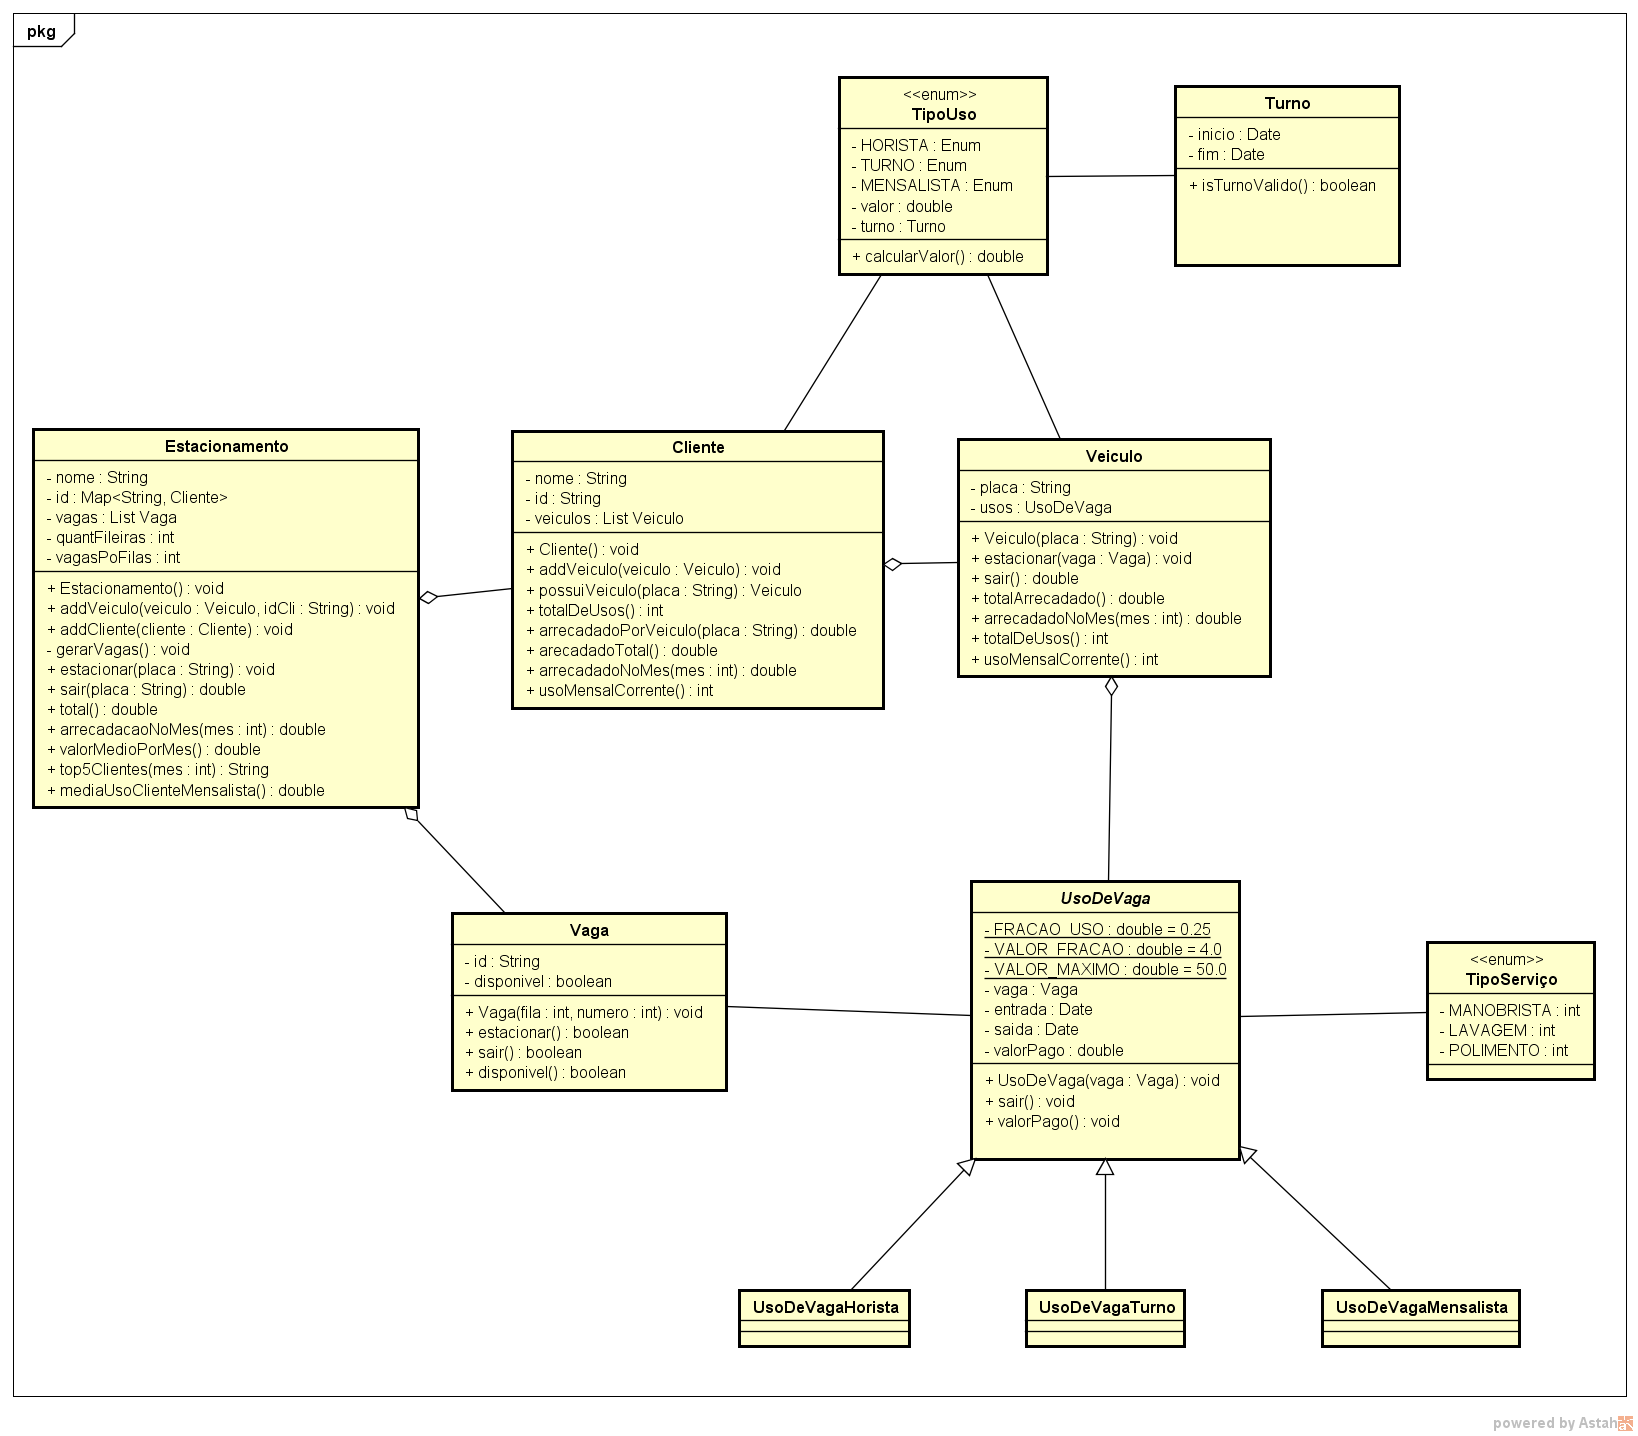 pkg
<<enum>>
TipoUso
- HORISTA : Enum
- TURNO : Enum
- MENSALISTA : Enum
- valor : double
- turno : Turno
+ calcularValor() : double
Turno
- inicio : Date
- fim : Date
+ isTurnoValido() : boolean
Estacionamento
- nome : String
- id : Map<String, Cliente>
- vagas : List Vaga
- quantFileiras : int
- vagasPoFilas : int
+ Estacionamento() : void
+ addVeiculo(veiculo : Veiculo, idCli : String) : void
+ addCliente(cliente : Cliente) : void
- gerarVagas() : void
+ estacionar(placa : String) : void
+ sair(placa : String) : double
+ total() : double
+ arrecadacaoNoMes(mes : int) : double
+ valorMedioPorMes() : double
+ top5Clientes(mes : int) : String
+ mediaUsoClienteMensalista() : double
Cliente
- nome : String
- id : String
- veiculos : List Veiculo
+ Cliente() : void
+ addVeiculo(veiculo : Veiculo) : void
+ possuiVeiculo(placa : String) : Veiculo
+ totalDeUsos() : int
+ arrecadadoPorVeiculo(placa : String) : double
+ arecadadoTotal() : double
+ arrecadadoNoMes(mes : int) : double
+ usoMensalCorrente() : int
Veiculo
- placa : String
- usos : UsoDeVaga
+ Veiculo(placa : String) : void
+ estacionar(vaga : Vaga) : void
+ sair() : double
+ totalArrecadado() : double
+ arrecadadoNoMes(mes : int) : double
+ totalDeUsos() : int
+ usoMensalCorrente() : int
Vaga
- id : String
- disponivel : boolean
+ Vaga(fila : int, numero : int) : void
+ estacionar() : boolean
+ sair() : boolean
+ disponivel() : boolean
UsoDeVaga
- FRACAO_USO : double = 0.25
- VALOR_FRACAO : double = 4.0
- VALOR_MAXIMO : double = 50.0
- vaga : Vaga
- entrada : Date
- saida : Date
- valorPago : double
+ UsoDeVaga(vaga : Vaga) : void
+ sair() : void
+ valorPago() : void
<<enum>>
TipoServiço
- MANOBRISTA : int
- LAVAGEM : int
- POLIMENTO : int
UsoDeVagaHorista
UsoDeVagaTurno
UsoDeVagaMensalista
powered by Astah